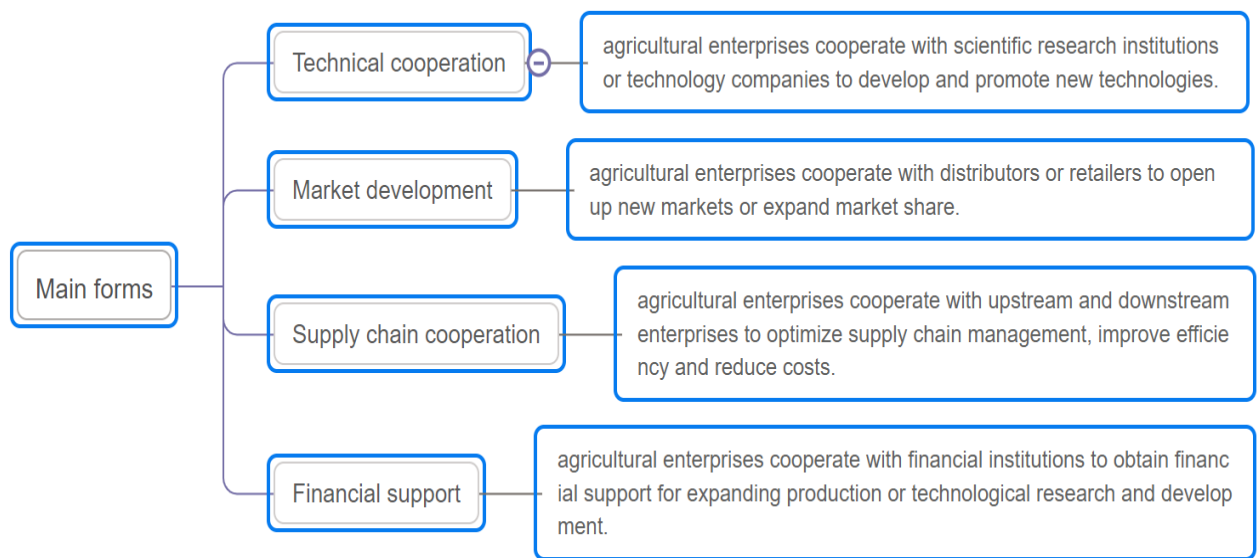 Main forms
Technical cooperation
agricultural enterprises cooperate with scientific research institutions
or technology companies to develop and promote new technologies.
Market development
agricultural enterprises cooperate with distributors or retailers to open
up new markets or expand market share.
Supply chain cooperation
agricultural enterprises cooperate with upstream and downstream
enterprises to optimize supply chain management, improve efficie
ncy and reduce costs.
Financial support
agricultural enterprises cooperate with financial institutions to obtain financ
ial support for expanding production or technological research and develop
ment.